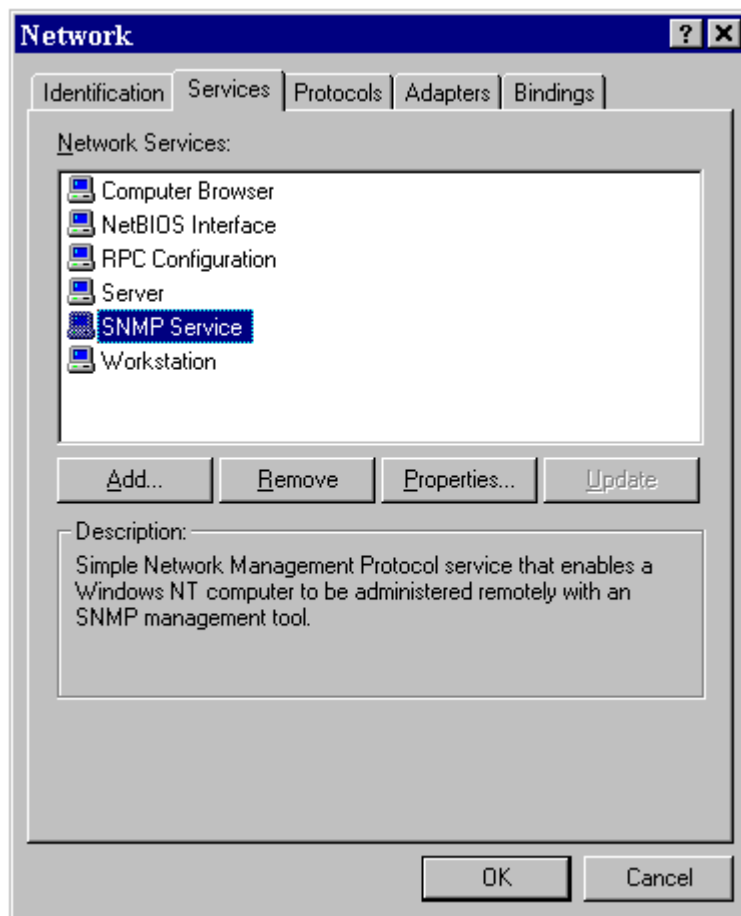 Network
Identification Services Protocols Adapters Bindings
Network Services:
Computer Browser
NetBIOS Interface
RPC Configuration
Server
SNMP Service
Workstation
Add... Remove Properties... Update
Description:
Simple Network Management Protocol service that enables a
Windows NT computer to be administered remotely with an
SNMP management tool.
OK Cancel